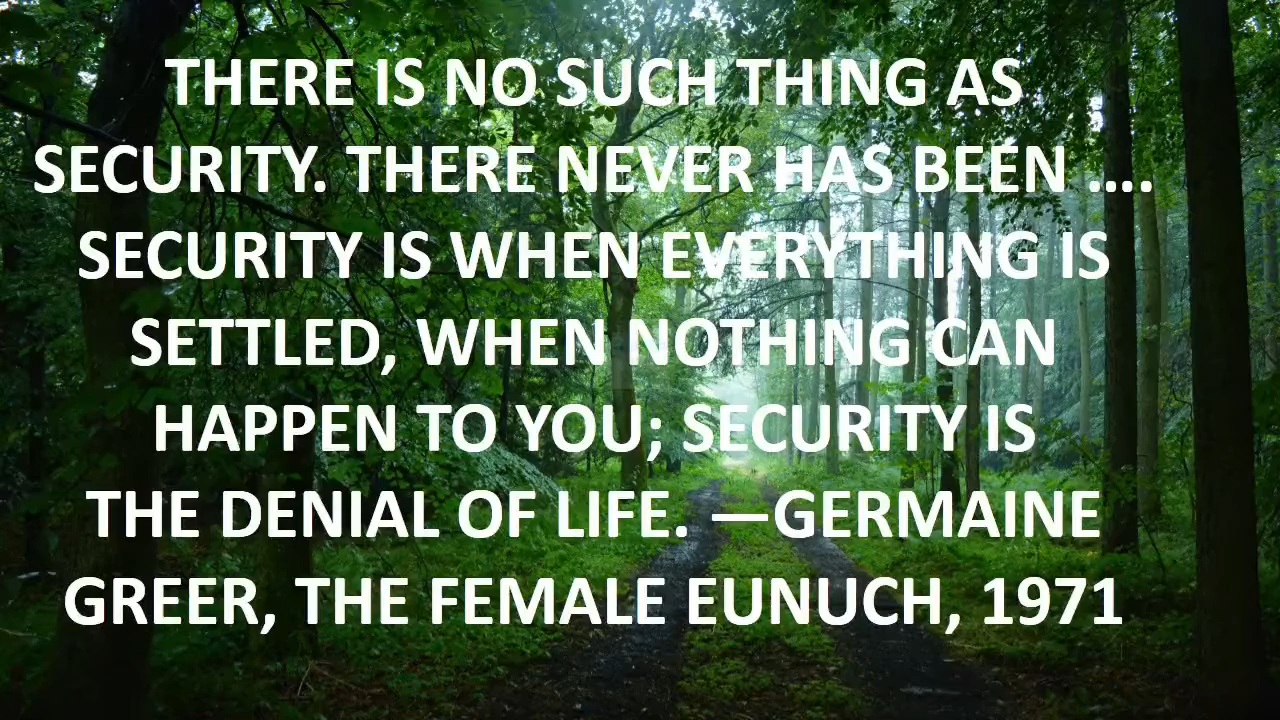 THERE IS NO SUCH THING AS
SECURITY. THERE NEVER HAS BEEN ....
SECURITY IS WHEN EVERYTHING IS
SETTLED, WHEN NOTHING CAN
HAPPEN TO YOU; SECURITY IS
THE DENIAL OF LIFE. —GERMAINE
GREER, THE FEMALE EUNUCH, 1971